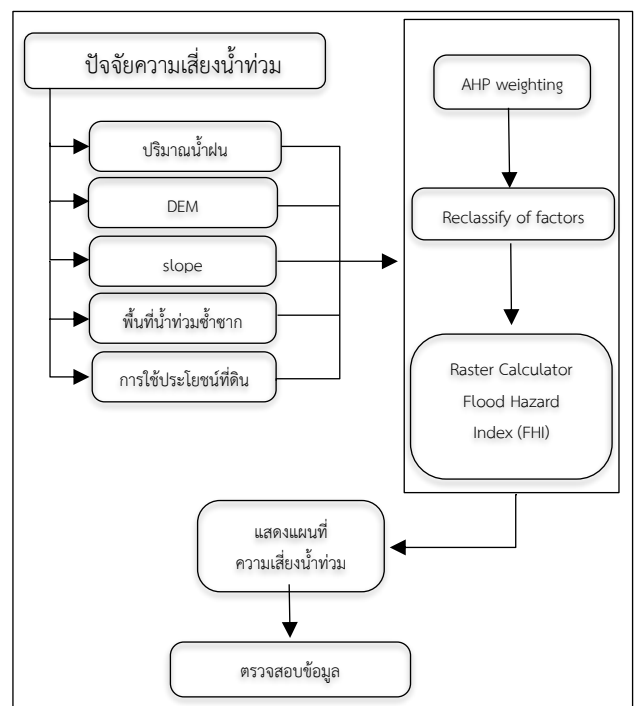 ปัจจัยความเสี่ยงน้ำท่วม
ปริมาณน้ำฝน
DEM
slope
พื้นที่น้ำท่วมซ้ำซาก
การใช้ประโยชน์ที่ดิน
AHP weighting
Reclassify of factors
Raster Calculator
Flood Hazard
Index (FHI)
แสดงแผนที่
ความเสี่ยงน้ำท่วม
ตรวจสอบข้อมูล